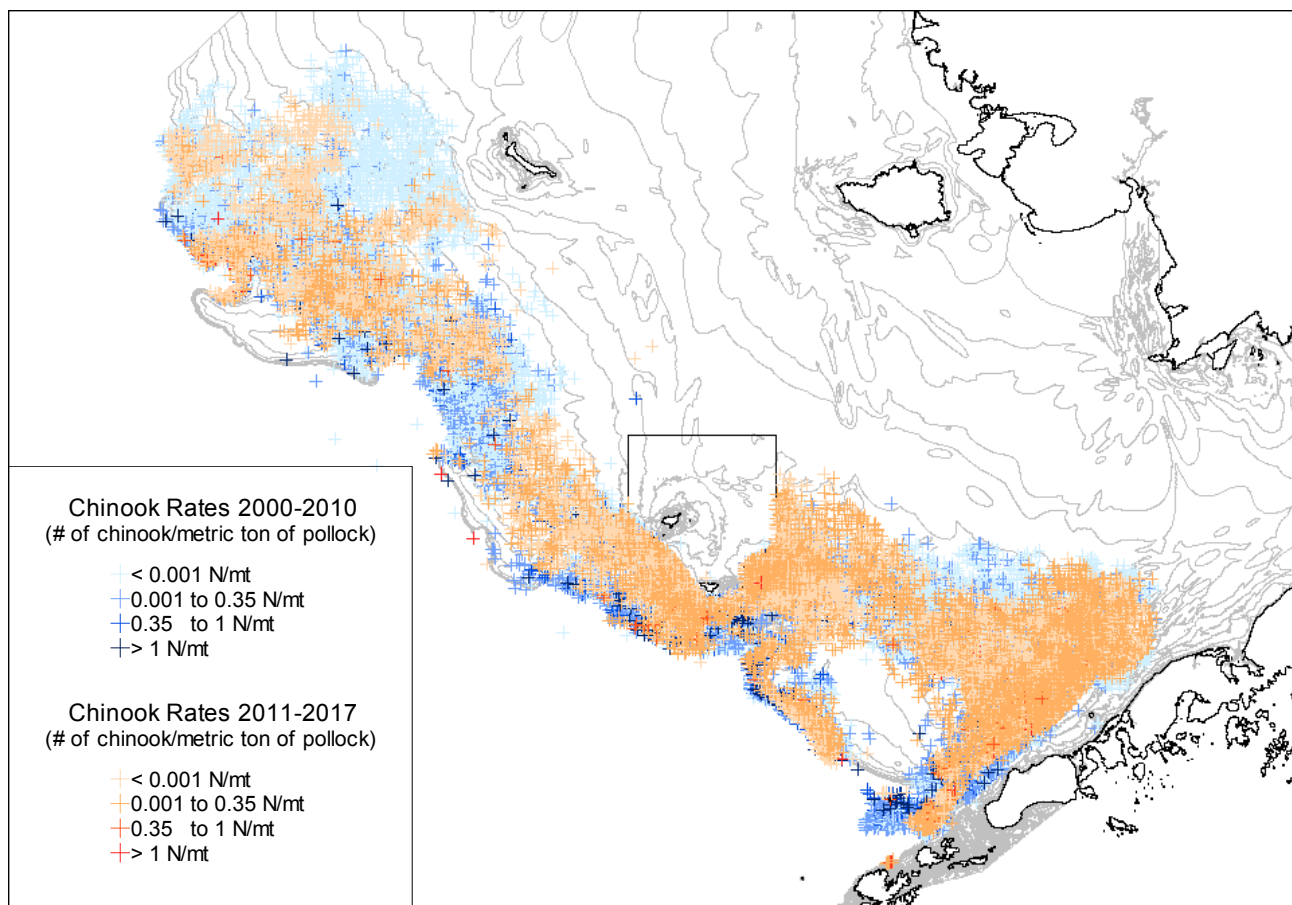 Chinook Rates 2000-2010
(# of chinook/metric ton of pollock)
< 0.001 N/mt
0.001 to 0.35 N/mt
0.35 to 1 N/mt
> 1 N/mt
Chinook Rates 2011-2017
(# of chinook/metric ton of pollock)
< 0.001 N/mt
0.001 to 0.35 N/mt
0.35 to 1 N/mt
> 1 N/mt